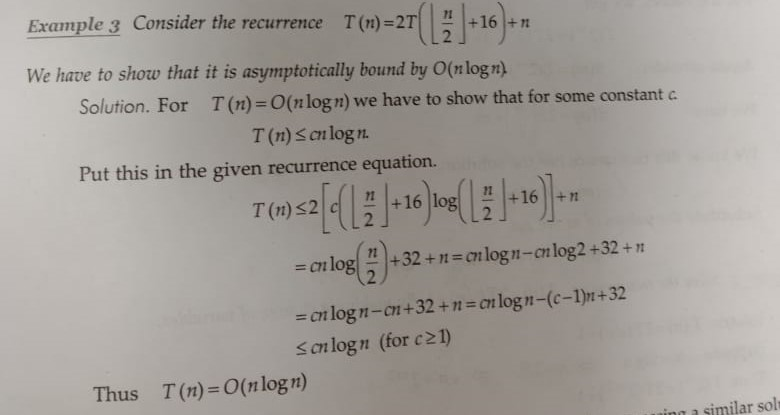 Example 3 Consider the recurrence T(n)=2T(⌊n/2⌋+16)+n
We have to show that it is asymptotically bound by O(n log n).
Solution. For T(n)=O(n log n) we have to show that for some constant c.
T(n)≤cn log n.
Put this in the given recurrence equation.
T(n)≤2[c(⌊n/2⌋+16)log(⌊n/2⌋+16)]+n
=cn log(n/2)+32+n=cn log n−cn log2+32+n
=cn log n−cn+32+n=cn log n−(c−1)n+32
≤cn log n (for c≥1)
Thus T(n)=O(n log n)
a similar